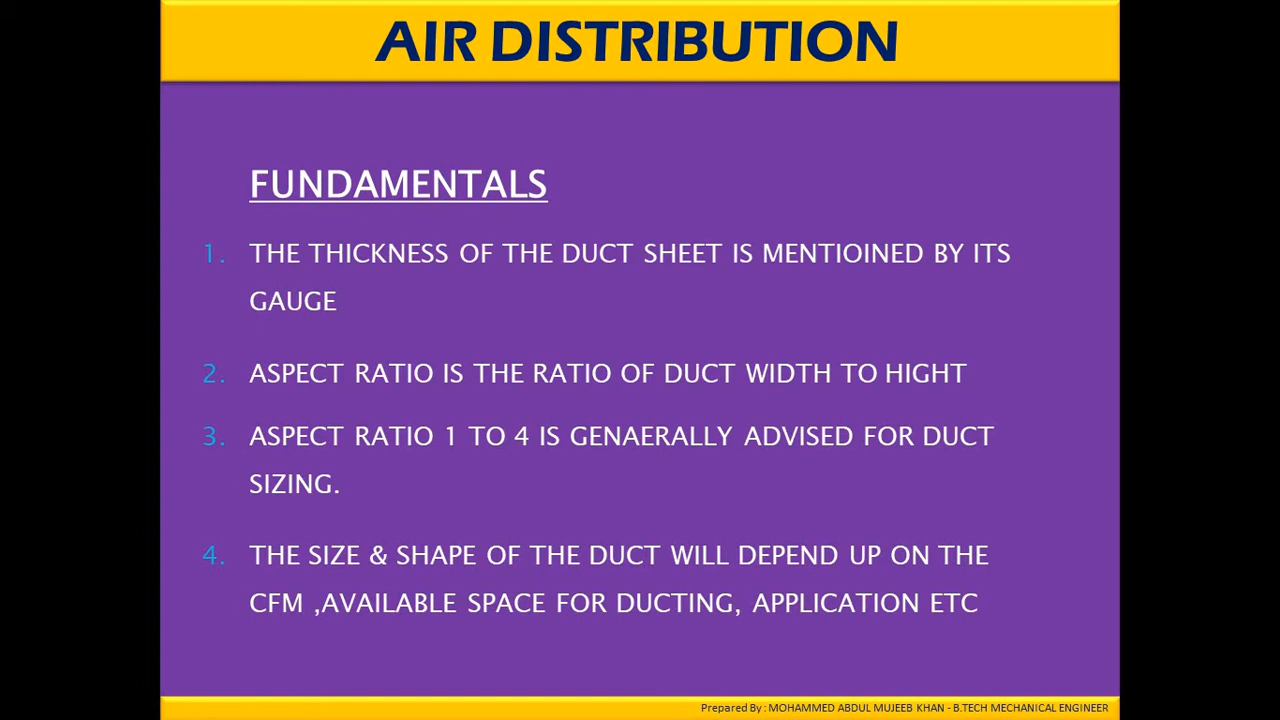 AIR DISTRIBUTION
FUNDAMENTALS
1. THE THICKNESS OF THE DUCT SHEET IS MENTIOINED BY ITS
GAUGE
2. ASPECT RATIO IS THE RATIO OF DUCT WIDTH TO HIGHT
3. ASPECT RATIO 1 TO 4 IS GENAERALLY ADVISED FOR DUCT
SIZING.
4. THE SIZE & SHAPE OF THE DUCT WILL DEPEND UP ON THE
CFM ,AVAILABLE SPACE FOR DUCTING, APPLICATION ETC
Prepared By : MOHAMMED ABDUL MUJEEB KHAN - B.TECH MECHANICAL ENGINEER